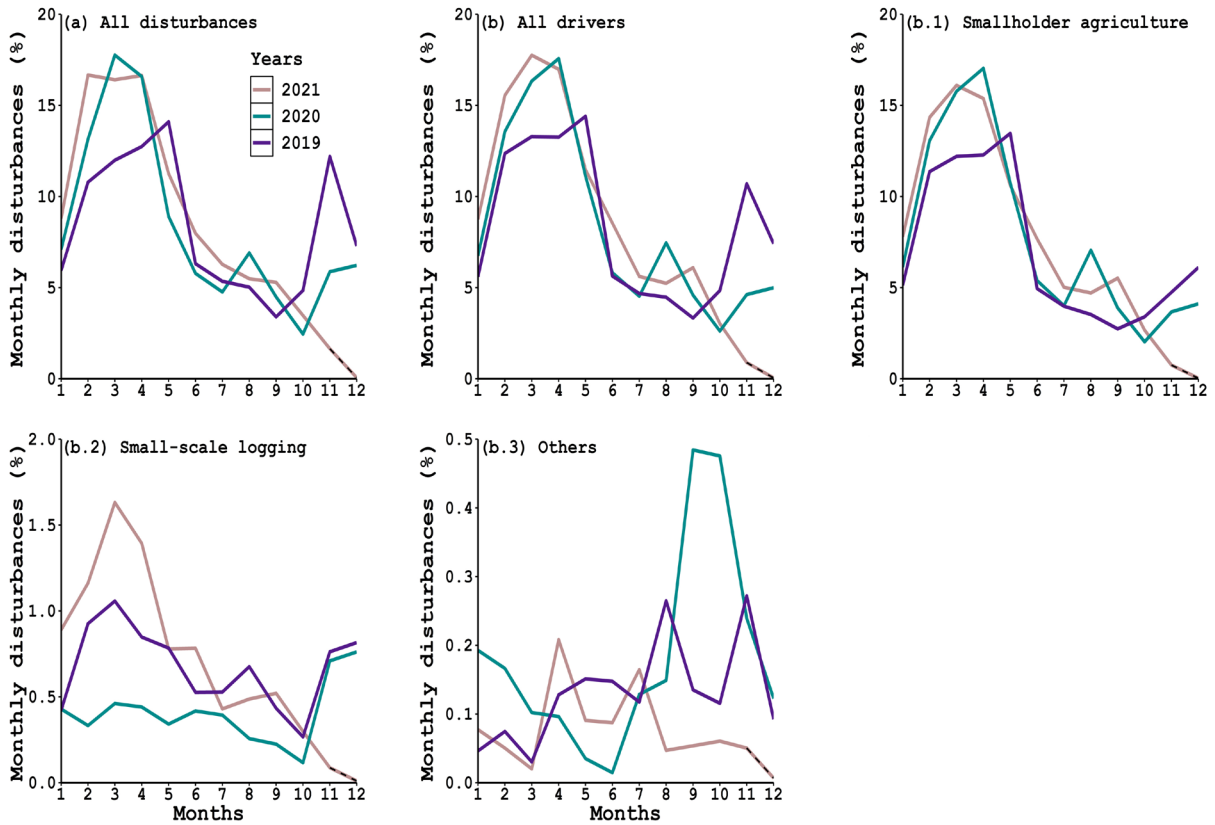 (a) All disturbances
Monthly disturbances (%)
20
15
10
5
0
1 2 3 4 5 6 7 8 9 10 11 12
Years
2021
2020
2019
(b) All drivers
Monthly disturbances (%)
20
15
10
5
0
1 2 3 4 5 6 7 8 9 10 11 12
(b.1) Smallholder agriculture
Monthly disturbances (%)
20
15
10
5
0
1 2 3 4 5 6 7 8 9 10 11 12
(b.2) Small-scale logging
Monthly disturbances (%)
2.0
1.5
1.0
0.5
0.0
1 2 3 4 5 6 7 8 9 10 11 12
Months
(b.3) Others
Monthly disturbances (%)
0.5
0.4
0.3
0.2
0.1
0.0
1 2 3 4 5 6 7 8 9 10 11 12
Months